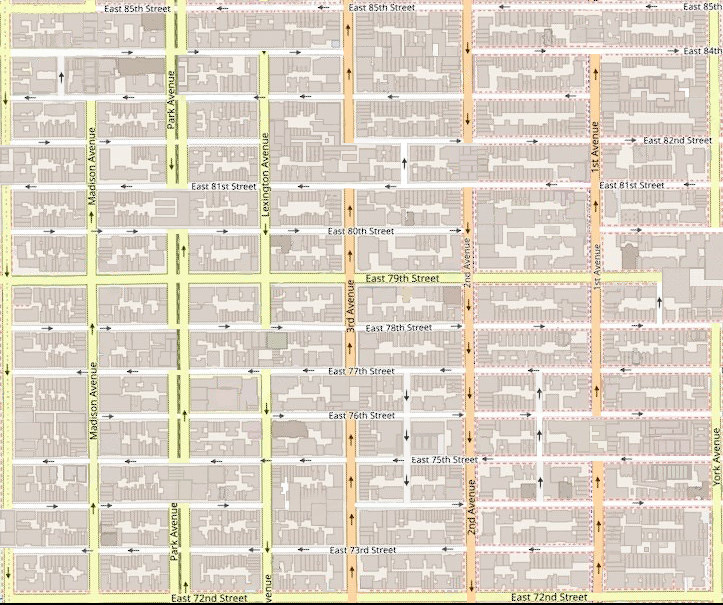 East 85th Street
East 85th Street
East 85th
East 84th
Park Avenue
Madison Avenue
Lexington Avenue
1st Avenue
East 82nd Street
East 81st Street
East 81st Street
East 80th Street
2nd Avenue
1st Avenue
East 79th Street
3rd Avenue
East 78th Street
East 77th Street
Madison Avenue
East 76th Street
East 75th Street
York Avenue
2nd Avenue
Park Avenue
East 73rd Street
venue
East 72nd Street
East 72nd Street